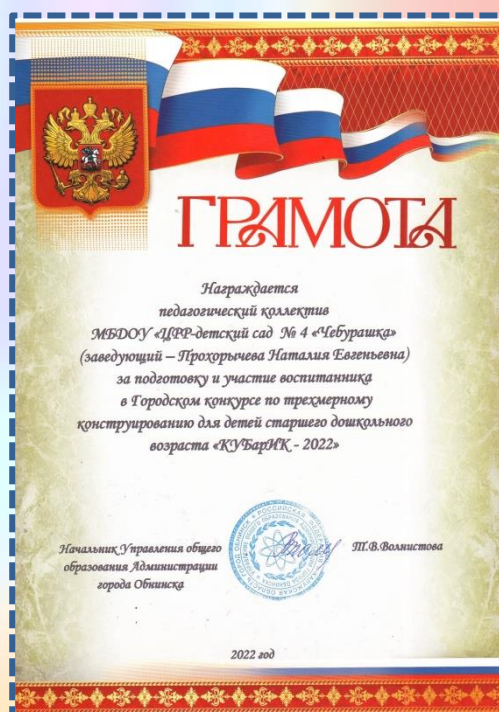 ГРАМОТА
Награждается
педагогический коллектив
МБДОУ «ЦРР-детский сад № 4 «Чебурашка»
(заведующий – Прохорычева Наталия Евгеньевна)
за подготовку и участие воспитанника
в Городском конкурсе по трехмерному
конструированию для детей старшего дошкольного
возраста «КУБарИК - 2022»
Начальник Управления общего
образования Администрации
города Обнинска
Т.В.Волнистова
2022 год